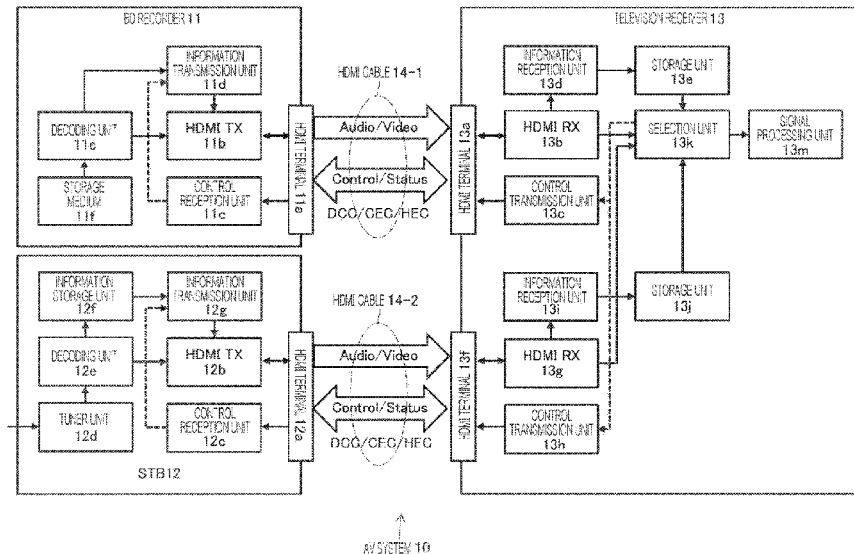 BD RECORDER 11
INFORMATION
TRANSMISSION UNIT
11d
DECODING UNIT
11e
HDMI TX
11b
STORAGE
MEDIUM
11f
CONTROL
RECEPTION UNIT
11c
HDMI TERMINAL 11a
HDMI CABLE 14-1
Audio/Video
Control/Status
DCC/CEC/HEC
TELEVISION RECEIVER 13
HDMI TERMINAL 13a
INFORMATION
RECEPTION UNIT
13d
STORAGE UNIT
13e
HDMI RX
13b
SELECTION UNIT
13k
SIGNAL
PROCESSING UNIT
13m
CONTROL
TRANSMISSION UNIT
13c
INFORMATION
STORAGE UNIT
12f
INFORMATION
TRANSMISSION UNIT
12g
DECODING UNIT
12e
HDMI TX
12b
TUNER UNIT
12d
CONTROL
RECEPTION UNIT
12c
HDMI TERMINAL 12a
STB12
HDMI CABLE 14-2
Audio/Video
Control/Status
DCC/CEC/HEC
HDMI TERMINAL 13f
INFORMATION
RECEPTION UNIT
13i
STORAGE UNIT
13j
HDMI RX
13g
CONTROL
TRANSMISSION UNIT
13h
AV SYSTEM 10